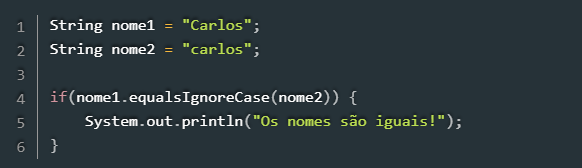 1 String nome1 = "Carlos";
2 String nome2 = "carlos";
3
4 if(nome1.equalsIgnoreCase(nome2)) {
5     System.out.println("Os nomes são iguais!");
6 }